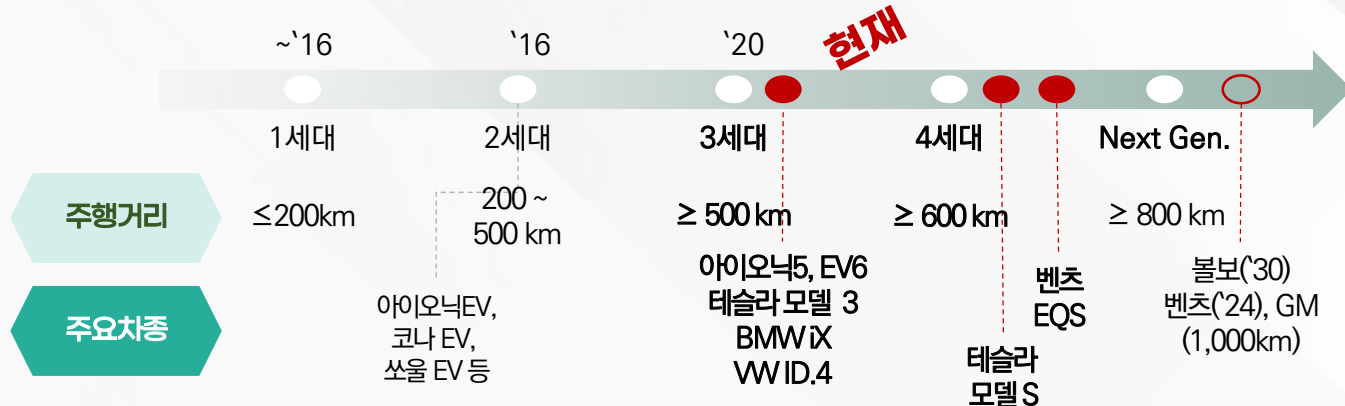 ~‘16
‘16
‘20
현재
1세대
2세대
3세대
4세대
Next Gen.
주행거리
≤200km
200 ~
500 km
≥ 500 km
≥ 600 km
≥ 800 km
주요차종
아이오닉EV,
코나 EV,
쏘울 EV 등
아이오닉5, EV6
테슬라 모델 3
BMW iX
VW ID.4
테슬라
모델 S
벤츠
EQS
볼보(‘30)
벤츠(‘24), GM
(1,000km)